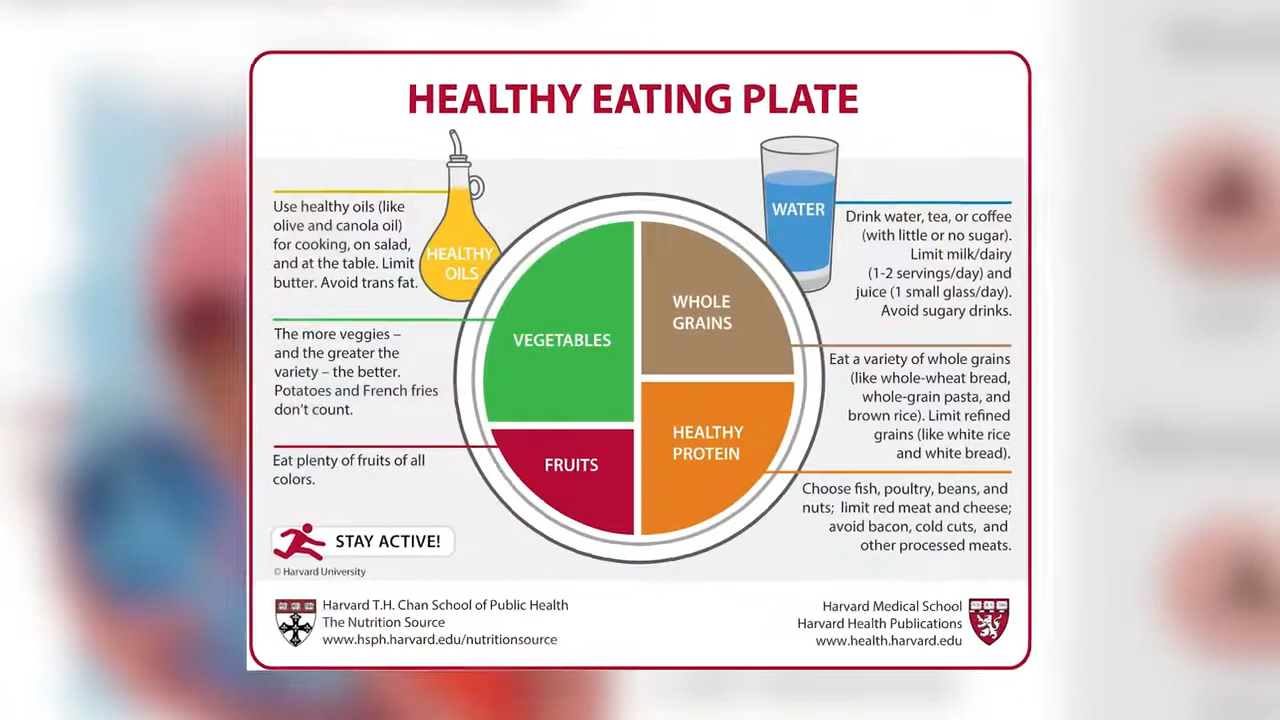 HEALTHY EATING PLATE
Use healthy oils (like
olive and canola oil)
for cooking, on salad,
and at the table. Limit
butter. Avoid trans fat.
HEALTHY
OILS
The more veggies –
and the greater the
variety – the better.
Potatoes and French fries
don't count.
VEGETABLES
Eat plenty of fruits of all
colors.
FRUITS
WATER
Drink water, tea, or coffee
(with little or no sugar).
Limit milk/dairy
(1-2 servings/day) and
juice (1 small glass/day).
Avoid sugary drinks.
WHOLE
GRAINS
Eat a variety of whole grains
(like whole-wheat bread,
whole-grain pasta, and
brown rice). Limit refined
grains (like white rice
and white bread).
HEALTHY
PROTEIN
Choose fish, poultry, beans, and
nuts; limit red meat and cheese;
avoid bacon, cold cuts, and
other processed meats.
STAY ACTIVE!
© Harvard University
Harvard T.H. Chan School of Public Health
The Nutrition Source
www.hsph.harvard.edu/nutritionsource
Harvard Medical School
Harvard Health Publications
www.health.harvard.edu